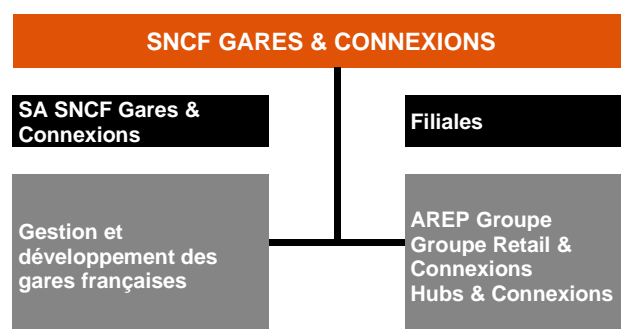 SNCF GARES & CONNEXIONS
SA SNCF Gares &
Connexions
Filiales
Gestion et
développement des
gares françaises
AREP Groupe
Groupe Retail &
Connexions
Hubs & Connexions